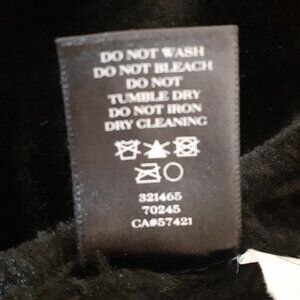 DO NOT WASH
DO NOT BLEACH
DO NOT
TUMBLE DRY
DO NOT IRON
DRY CLEANING
321465
70245
CA#57421